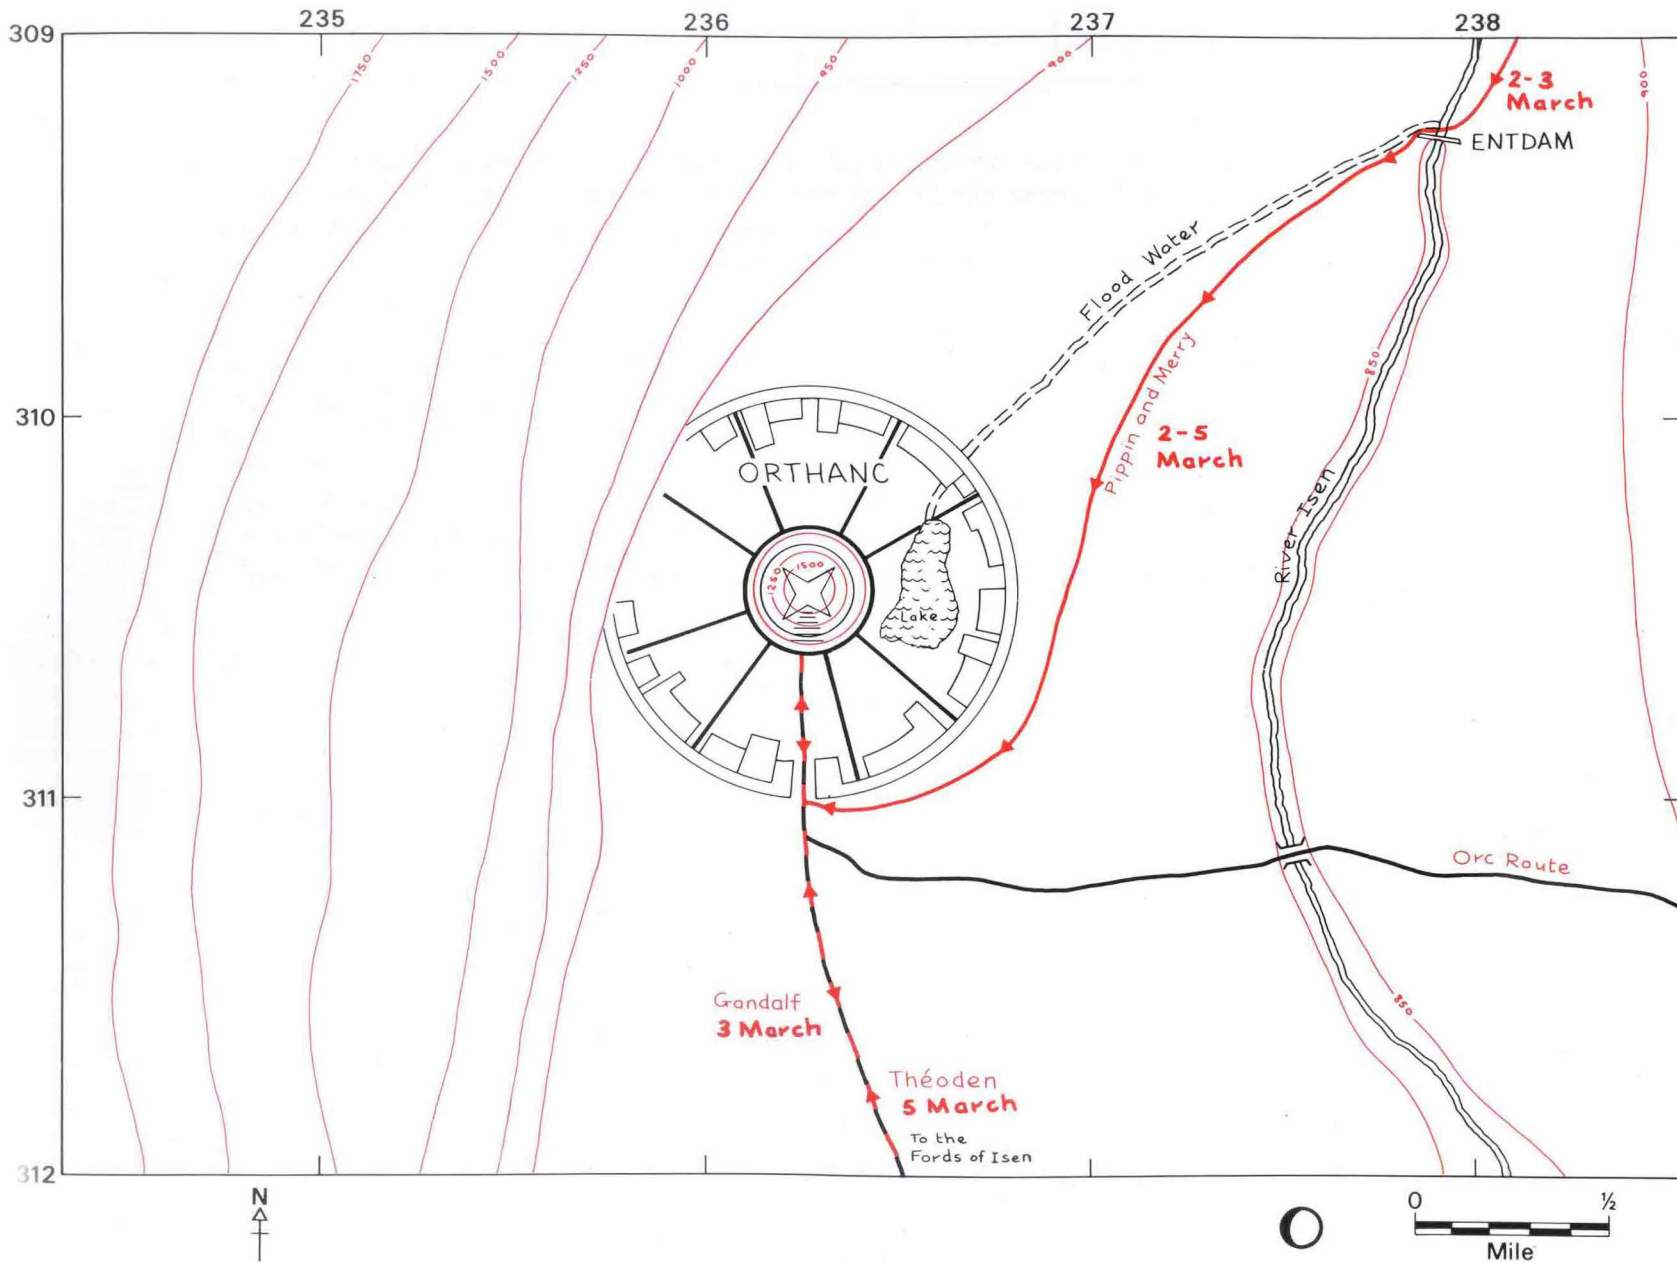 235
236
237
238
309
1750
1500
1250
1000
950
900
900
2-3
March
ENTDAM
Flood Water
850
Pippin and Merry
310
2-5
March
ORTHANC
River Isen
1250
1500
Lake
311
Orc Route
Gandalf
3 March
850
Théoden
5 March
To the
Fords of Isen
312
N
0
½
Mile